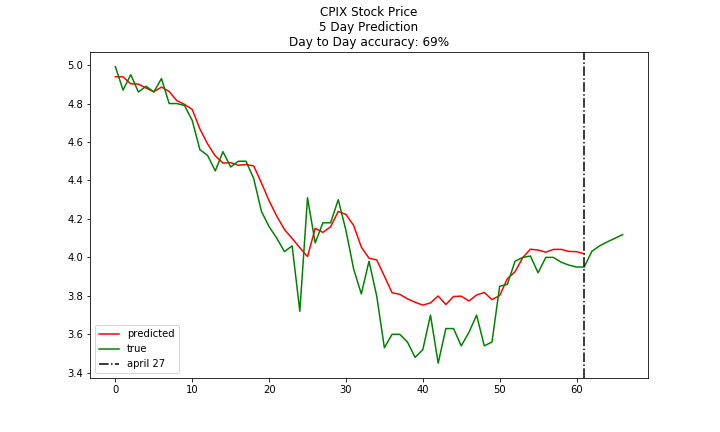 CPIX Stock Price
5 Day Prediction
Day to Day accuracy: 69%
5.0
4.8
4.6
4.4
4.2
4.0
3.8
3.6
3.4
predicted
true
april 27
0 10 20 30 40 50 60